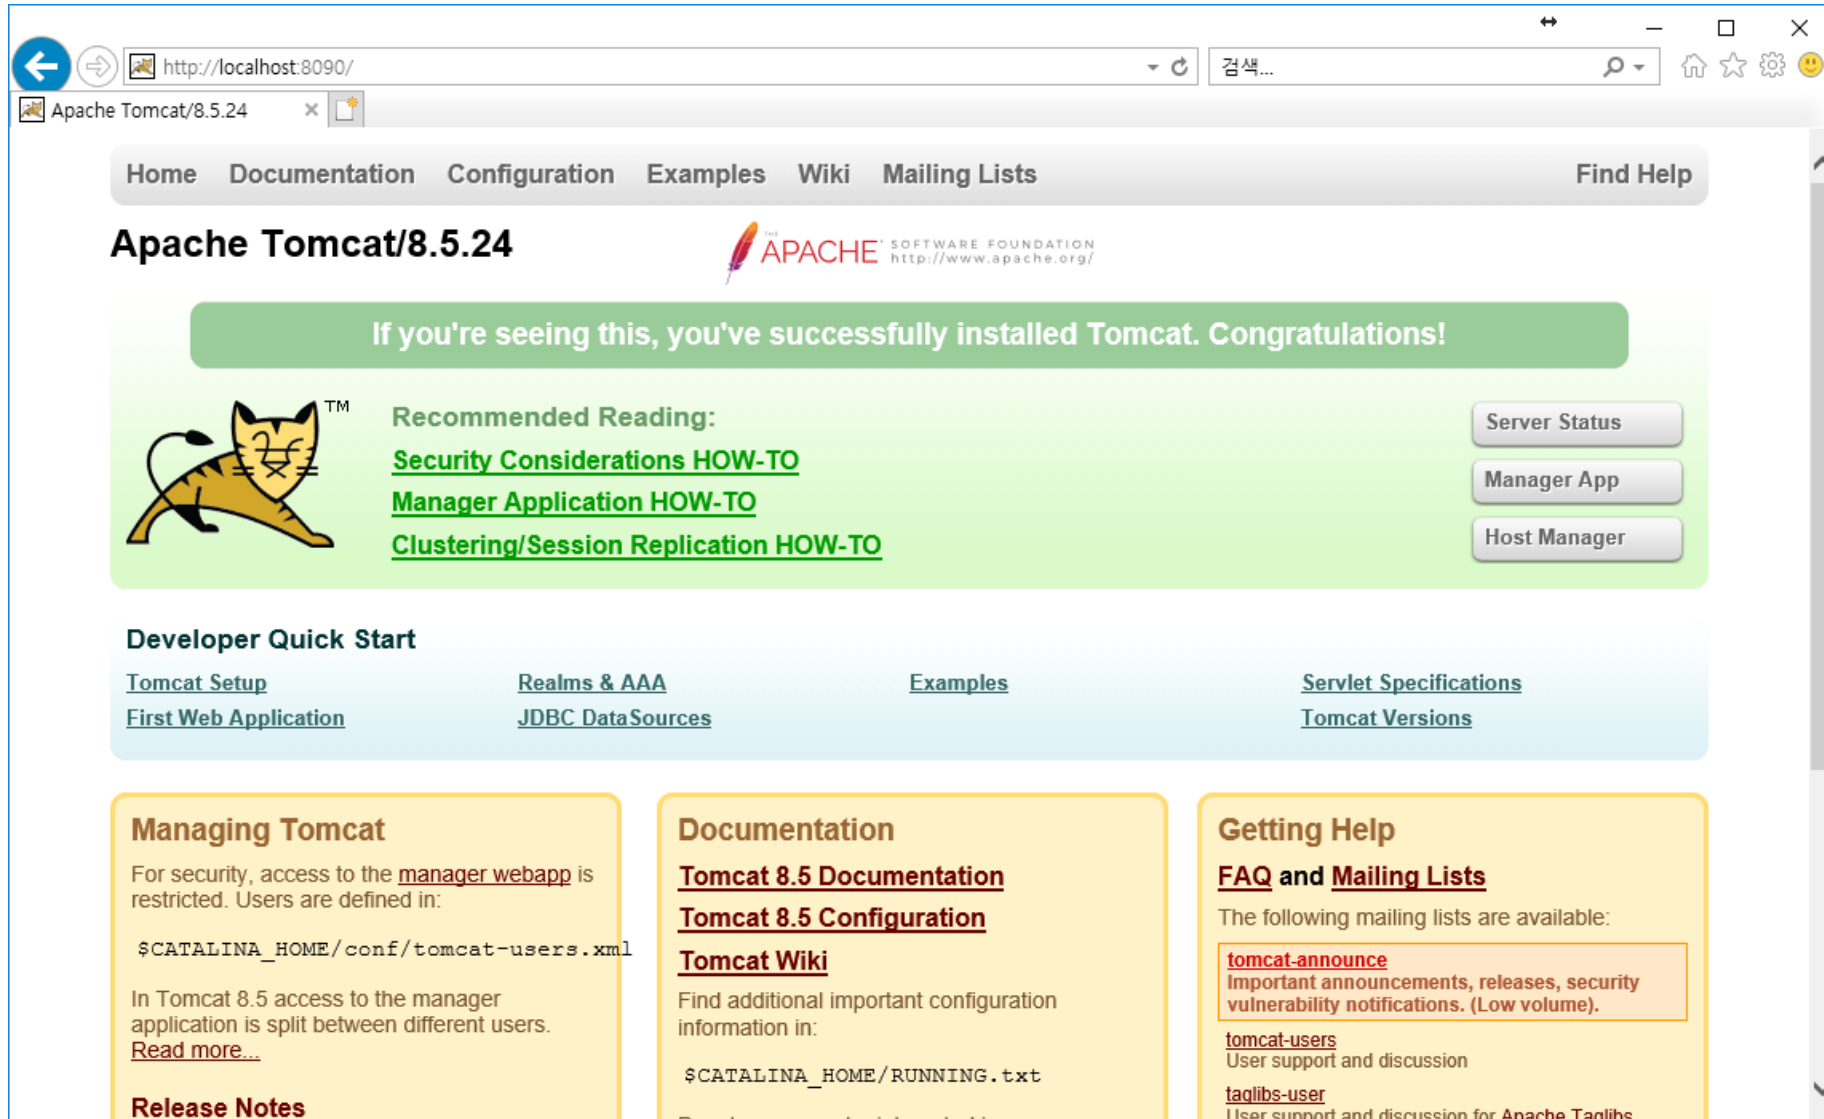 http://localhost:8090/
검색...
Apache Tomcat/8.5.24
Home Documentation Configuration Examples Wiki Mailing Lists Find Help
Apache Tomcat/8.5.24
THE APACHE SOFTWARE FOUNDATION
http://www.apache.org/
If you're seeing this, you've successfully installed Tomcat. Congratulations!
TM
Recommended Reading:
Security Considerations HOW-TO
Manager Application HOW-TO
Clustering/Session Replication HOW-TO
Server Status
Manager App
Host Manager
Developer Quick Start
Tomcat Setup
First Web Application
Realms & AAA
JDBC DataSources
Examples
Servlet Specifications
Tomcat Versions
Managing Tomcat
For security, access to the manager webapp is
restricted. Users are defined in:
$CATALINA_HOME/conf/tomcat-users.xml
In Tomcat 8.5 access to the manager
application is split between different users.
Read more...
Release Notes
Documentation
Tomcat 8.5 Documentation
Tomcat 8.5 Configuration
Tomcat Wiki
Find additional important configuration
information in:
$CATALINA_HOME/RUNNING.txt
Getting Help
FAQ and Mailing Lists
The following mailing lists are available:
tomcat-announce
Important announcements, releases, security
vulnerability notifications. (Low volume).
tomcat-users
User support and discussion
taglibs-user
User support and discussion for Apache Taglibs